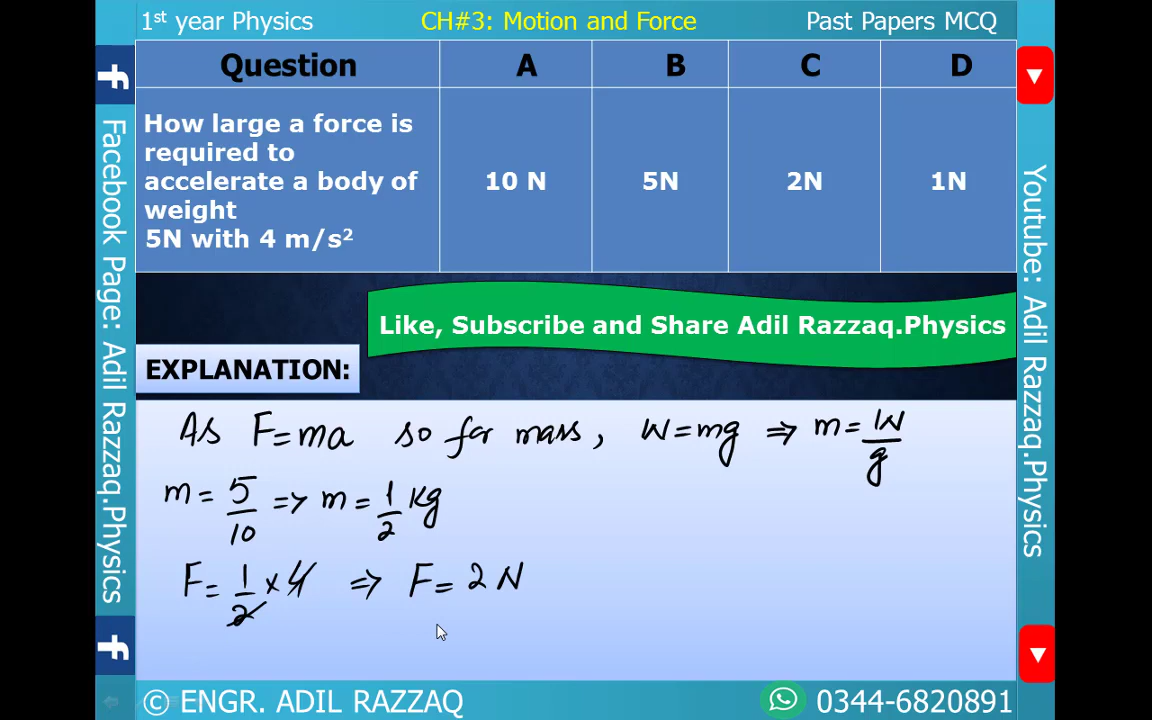 1st year Physics CH#3: Motion and Force Past Papers MCQ
Question A B C D
How large a force is
required to
accelerate a body of
weight
5N with 4 m/s²
10 N 5N 2N 1N
Like, Subscribe and Share Adil Razzaq.Physics
EXPLANATION:
As F=ma so for mass, W=mg ⇒ m=W/g
m=5/10 ⇒ m=1/2 kg
F=1/2×4 ⇒ F=2N
© ENGR. ADIL RAZZAQ 0344-6820891
Facebook Page: Adil Razzaq.Physics
Youtube: Adil Razzaq.Physics